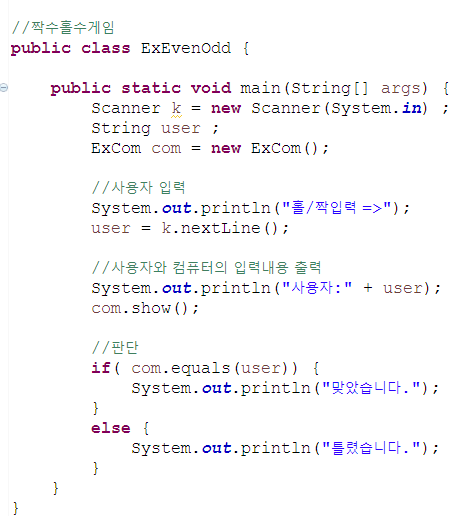 //짝수홀수게임
public class ExEvenOdd {
public static void main(String[] args) {
Scanner k = new Scanner(System.in) ;
String user ;
ExCom com = new ExCom();
//사용자 입력
System.out.println("홀/짝입력 =>");
user = k.nextLine();
//사용자와 컴퓨터의 입력내용 출력
System.out.println("사용자:" + user);
com.show();
//판단
if( com.equals(user)) {
System.out.println("맞았습니다.");
}
else {
System.out.println("틀렸습니다.");
}
}
}